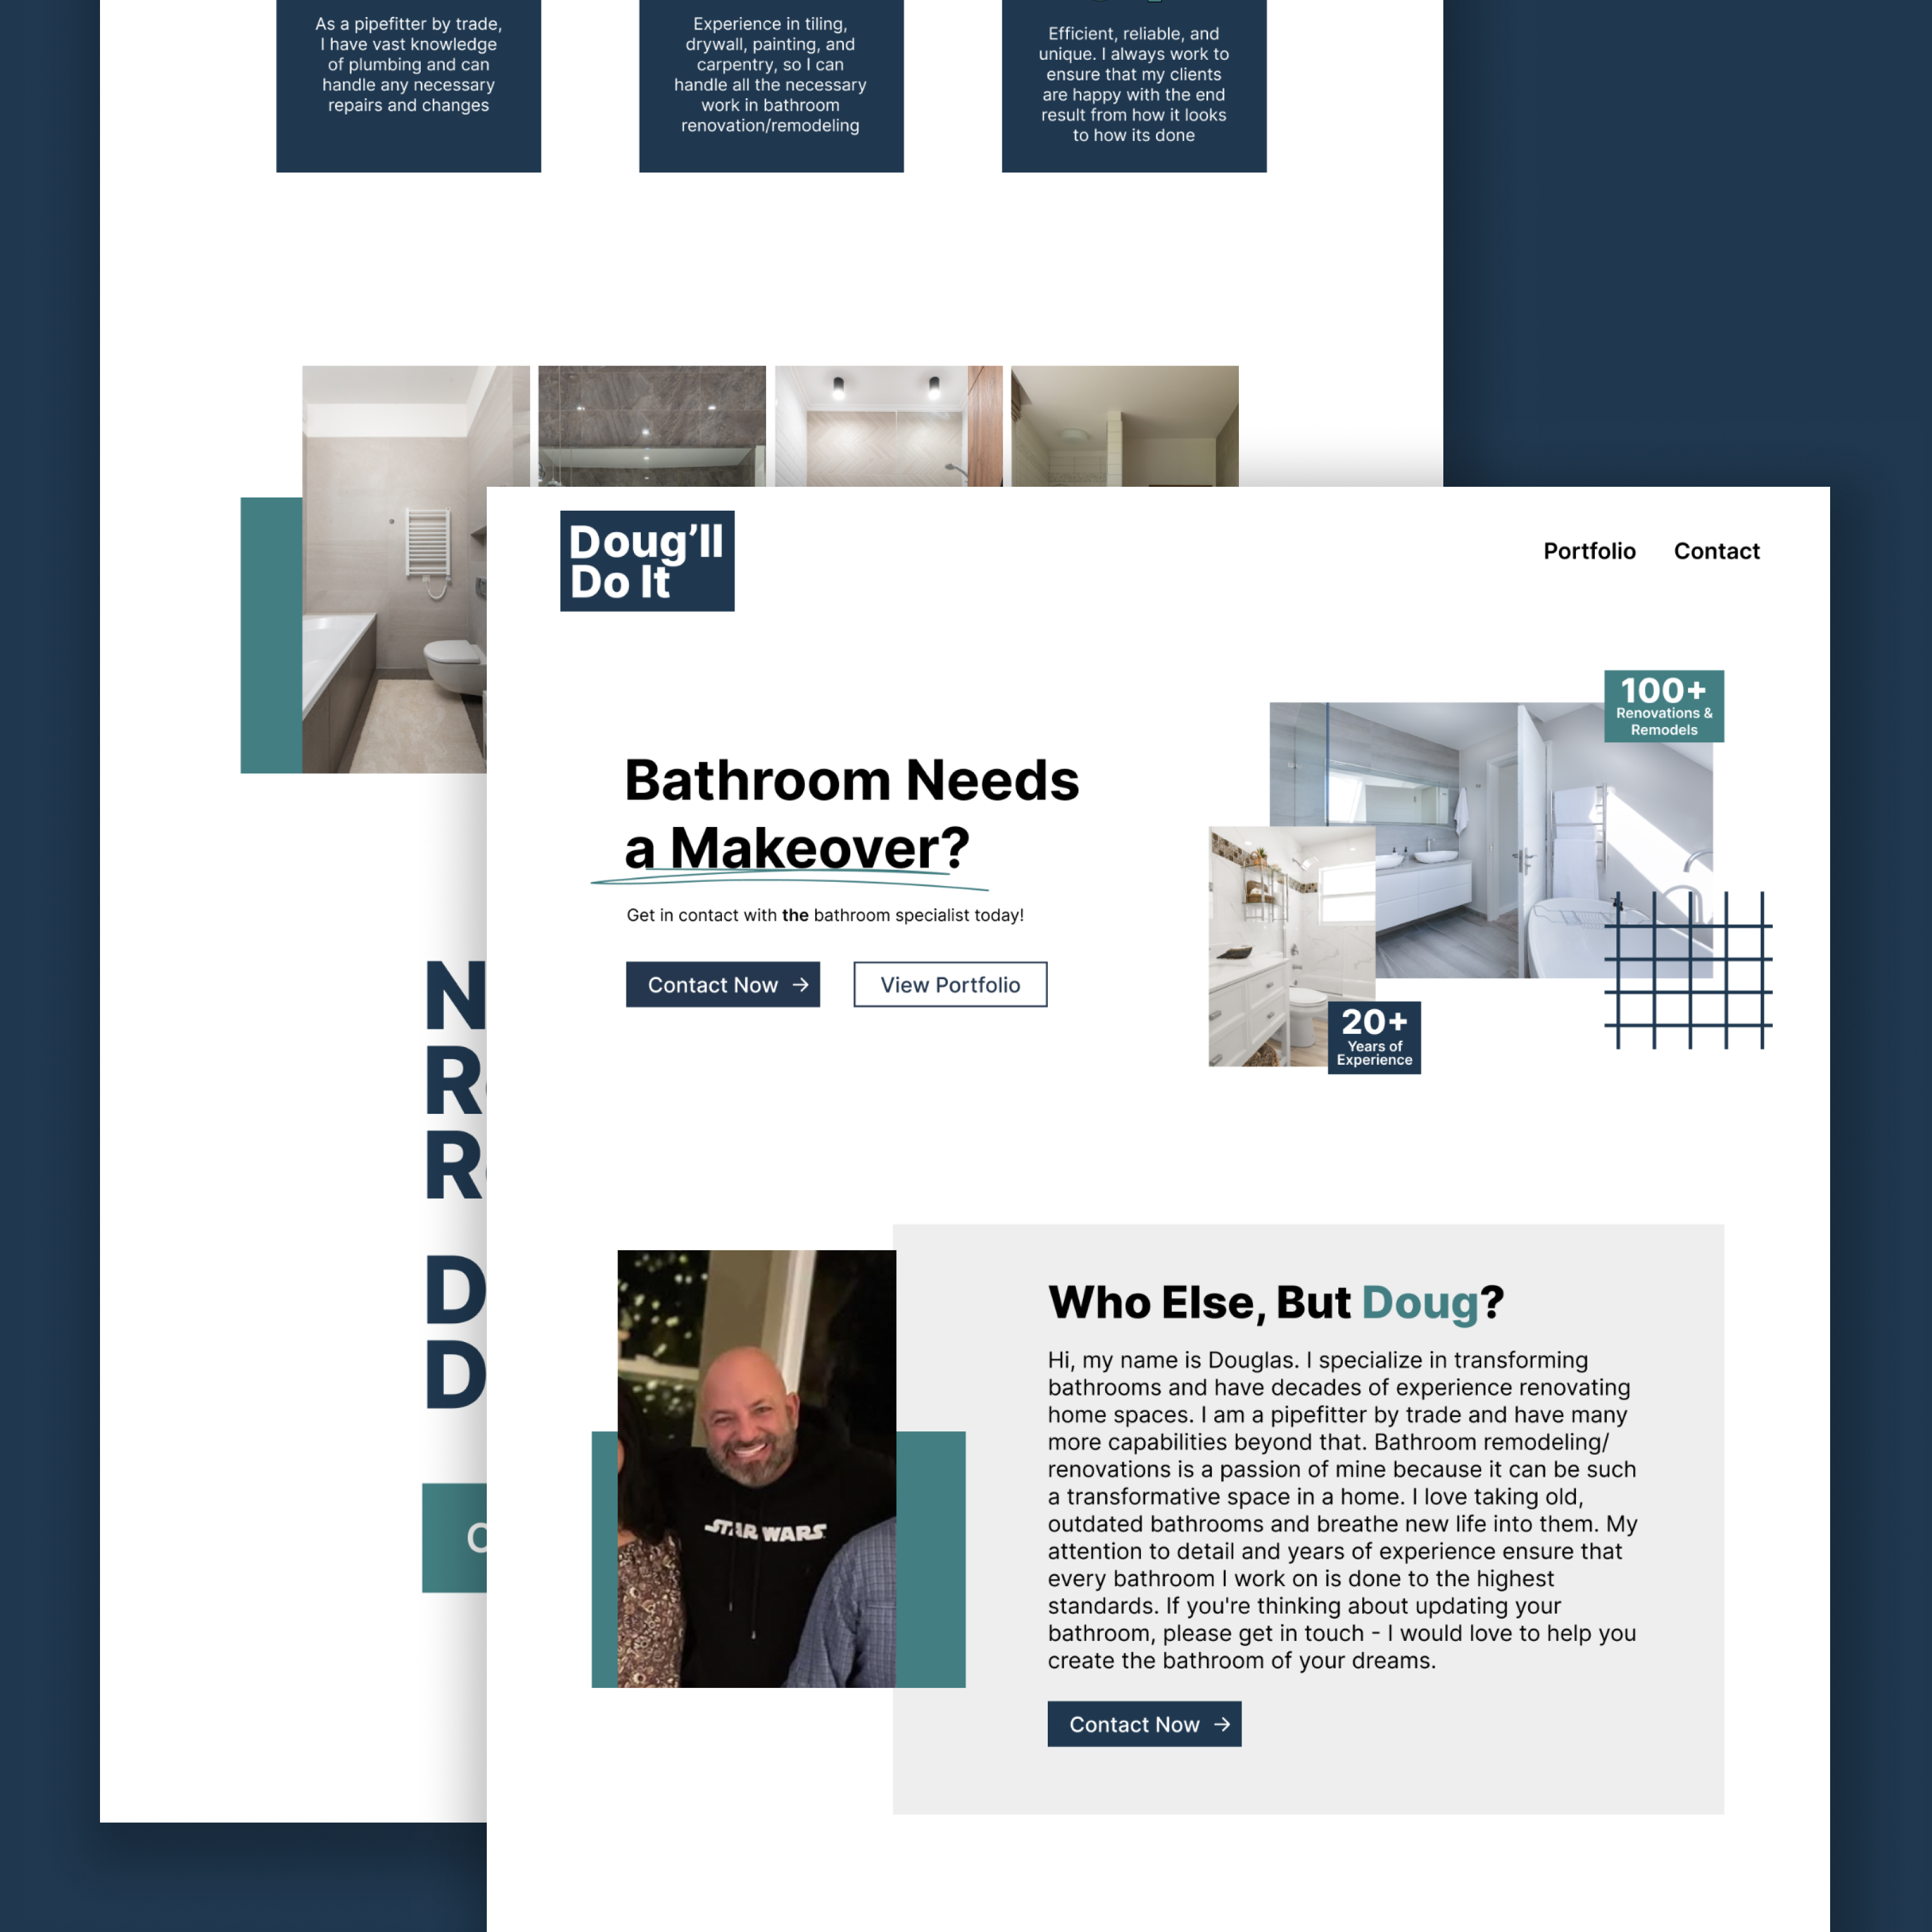 As a pipefitter by trade,
I have vast knowledge
of plumbing and can
handle any necessary
repairs and changes
Experience in tiling,
drywall, painting, and
carpentry, so I can
handle all the necessary
work in bathroom
renovation/remodeling
Efficient, reliable, and
unique. I always work to
ensure that my clients
are happy with the end
result from how it looks
to how its done
Doug'll
Do It
Portfolio
Contact
100+
Renovations &
Remodels
Bathroom Needs
a Makeover?
Get in contact with the bathroom specialist today!
Contact Now →
View Portfolio
20+
Years of
Experience
Who Else, But Doug?
Hi, my name is Douglas. I specialize in transforming
bathrooms and have decades of experience renovating
home spaces. I am a pipefitter by trade and have many
more capabilities beyond that. Bathroom remodeling/
renovations is a passion of mine because it can be such
a transformative space in a home. I love taking old,
outdated bathrooms and breathe new life into them. My
attention to detail and years of experience ensure that
every bathroom I work on is done to the highest
standards. If you're thinking about updating your
bathroom, please get in touch - I would love to help you
create the bathroom of your dreams.
Contact Now →
STAR WARS